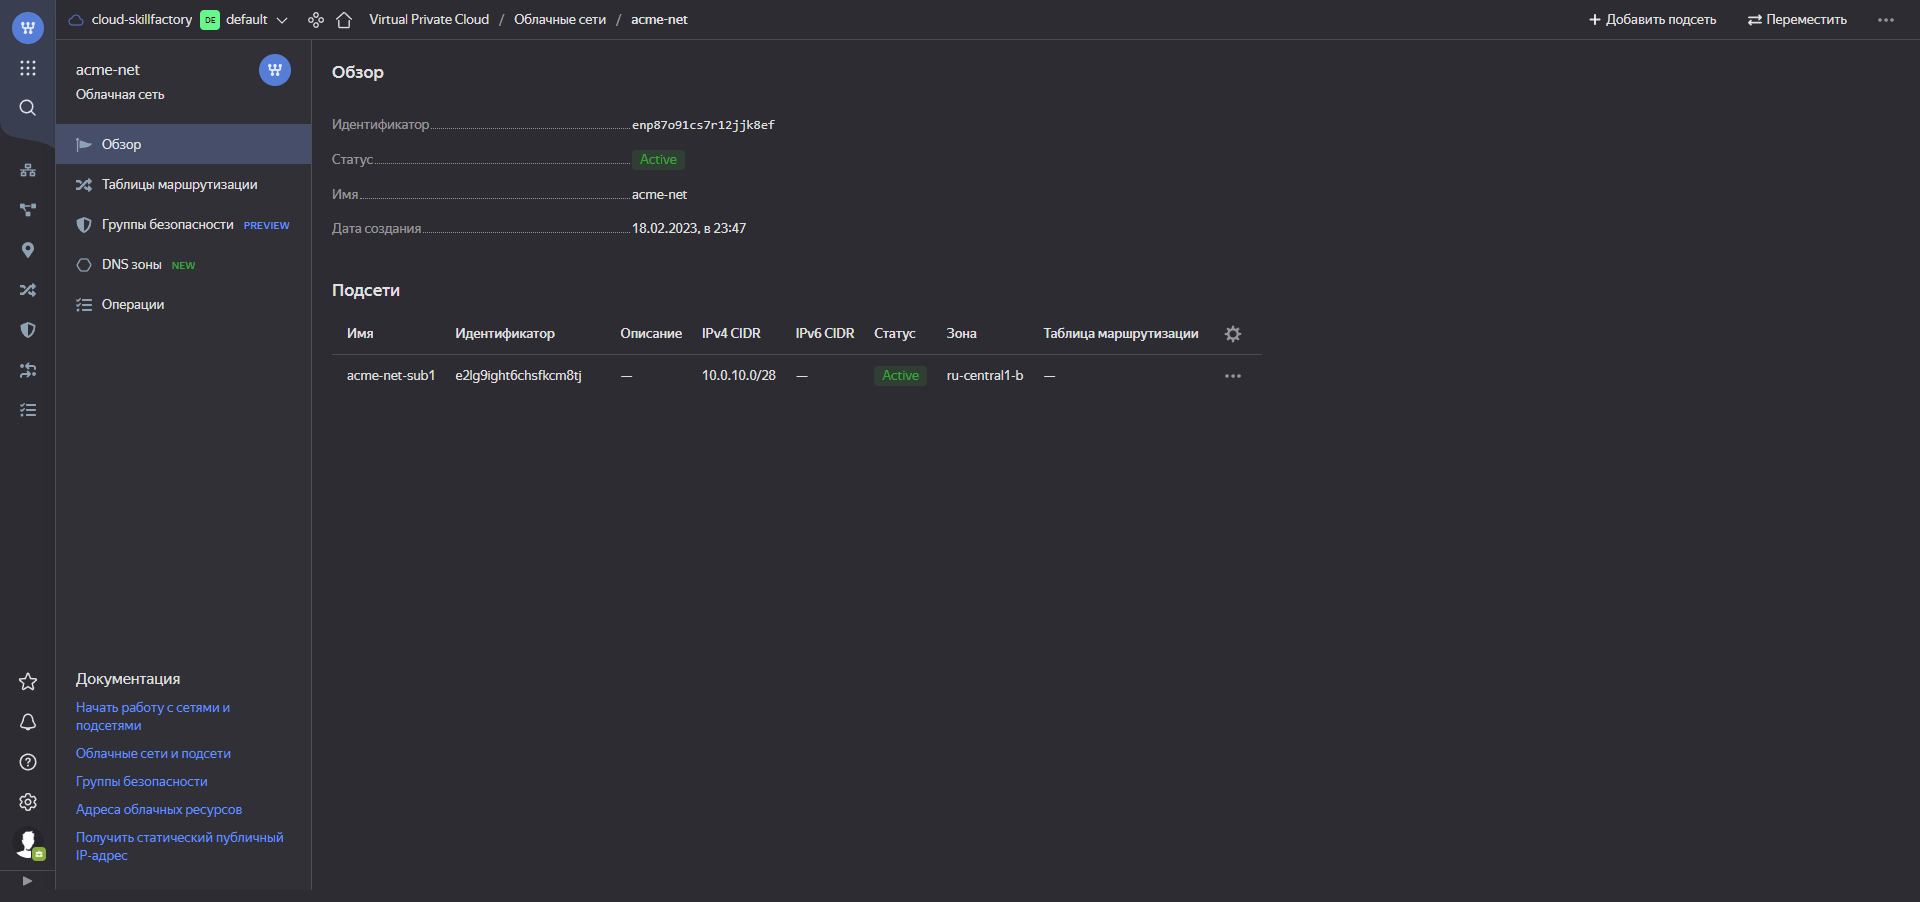 cloud-skillfactory DE default Virtual Private Cloud / Облачные сети / acme-net + Добавить подсеть Переместить
acme-net
Облачная сеть
Обзор
Таблицы маршрутизации
Группы безопасности PREVIEW
DNS зоны NEW
Операции
Документация
Начать работу с сетями и
подсетями
Облачные сети и подсети
Группы безопасности
Адреса облачных ресурсов
Получить статический публичный
IP-адрес
Обзор
Идентификатор enp87o91cs7r12jjk8ef
Статус Active
Имя acme-net
Дата создания 18.02.2023, в 23:47
Подсети
Имя Идентификатор Описание IPv4 CIDR IPv6 CIDR Статус Зона Таблица маршрутизации
acme-net-sub1 e2lg9ight6chsfkcm8tj — 10.0.10.0/28 — Active ru-central1-b —